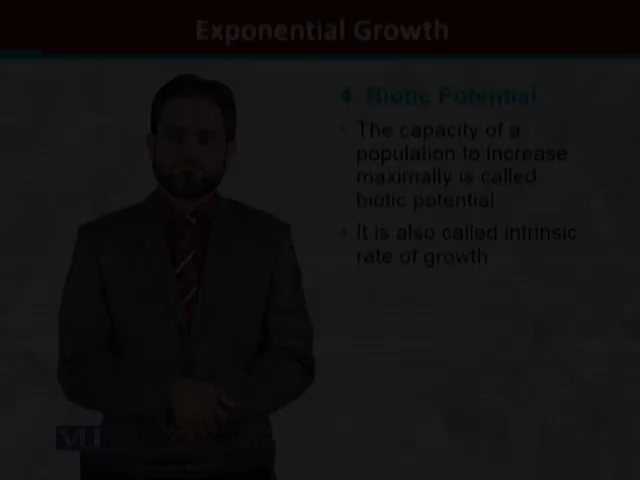 Exponential Growth
4. Biotic Potential
• The capacity of a
population to increase
maximally is called
biotic potential
• It is also called intrinsic
rate of growth
VU